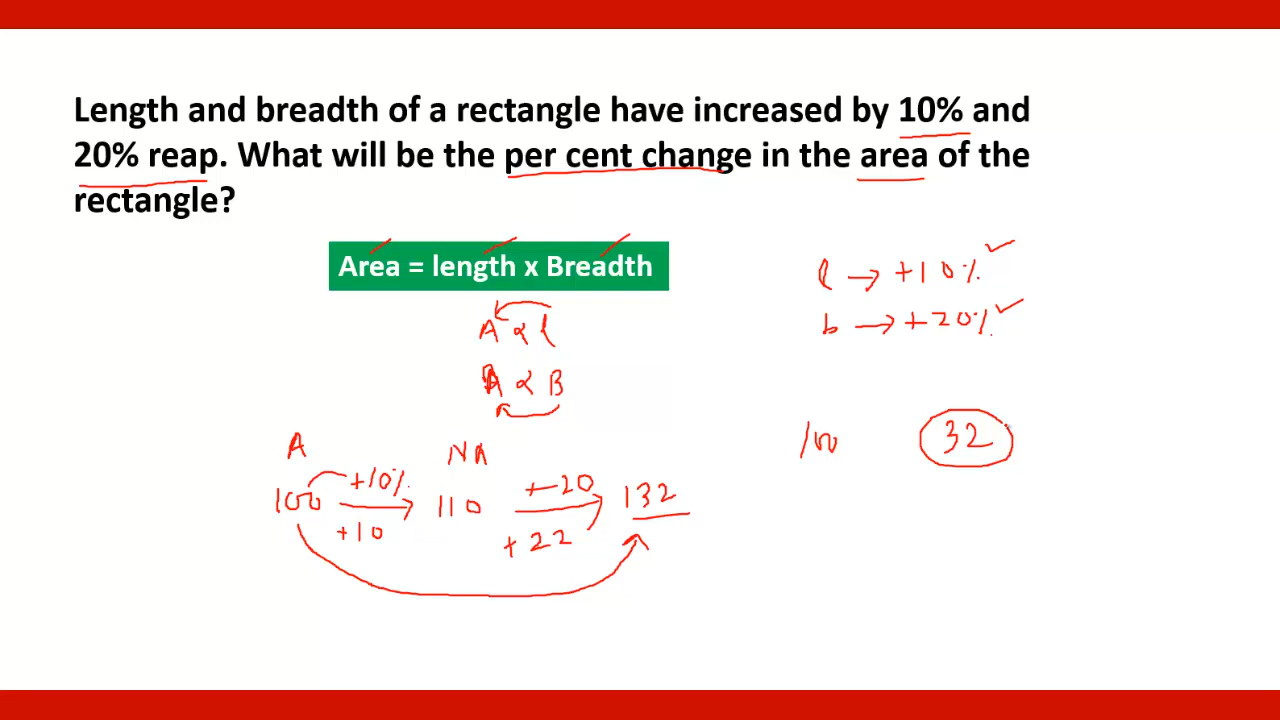 Length and breadth of a rectangle have increased by 10% and
20% reap. What will be the per cent change in the area of the
rectangle?
Area = length x Breadth
l → +10%
b → +20%
A ∝ l
A ∝ B
A NA
100 +10% 110 +20 132
+10 +22
100 32